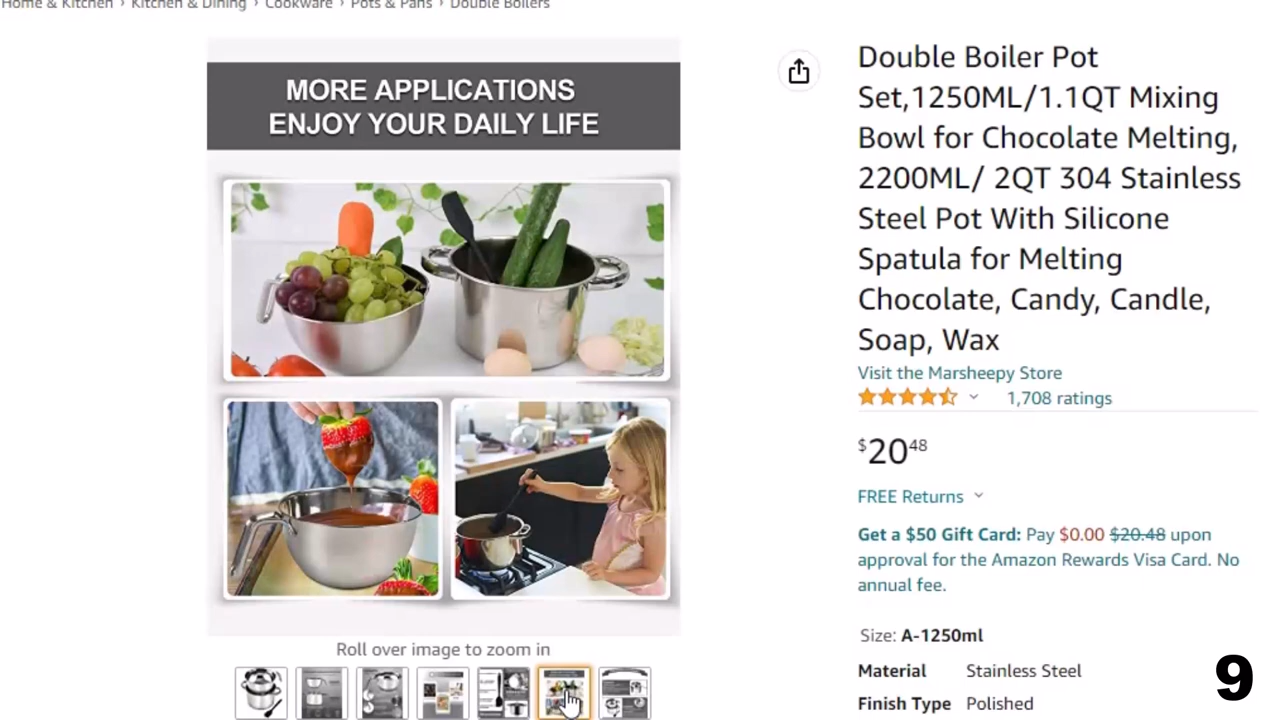 Home & Kitchen › Kitchen & Dining › Cookware › Pots & Pans › Double Boilers
MORE APPLICATIONS
ENJOY YOUR DAILY LIFE
Roll over image to zoom in
Double Boiler Pot
Set,1250ML/1.1QT Mixing
Bowl for Chocolate Melting,
2200ML/ 2QT 304 Stainless
Steel Pot With Silicone
Spatula for Melting
Chocolate, Candy, Candle,
Soap, Wax
Visit the Marsheepy Store
1,708 ratings
$20.48
FREE Returns
Get a $50 Gift Card: Pay $0.00 $20.48 upon
approval for the Amazon Rewards Visa Card. No
annual fee.
Size: A-1250ml
Material Stainless Steel
Finish Type Polished
9